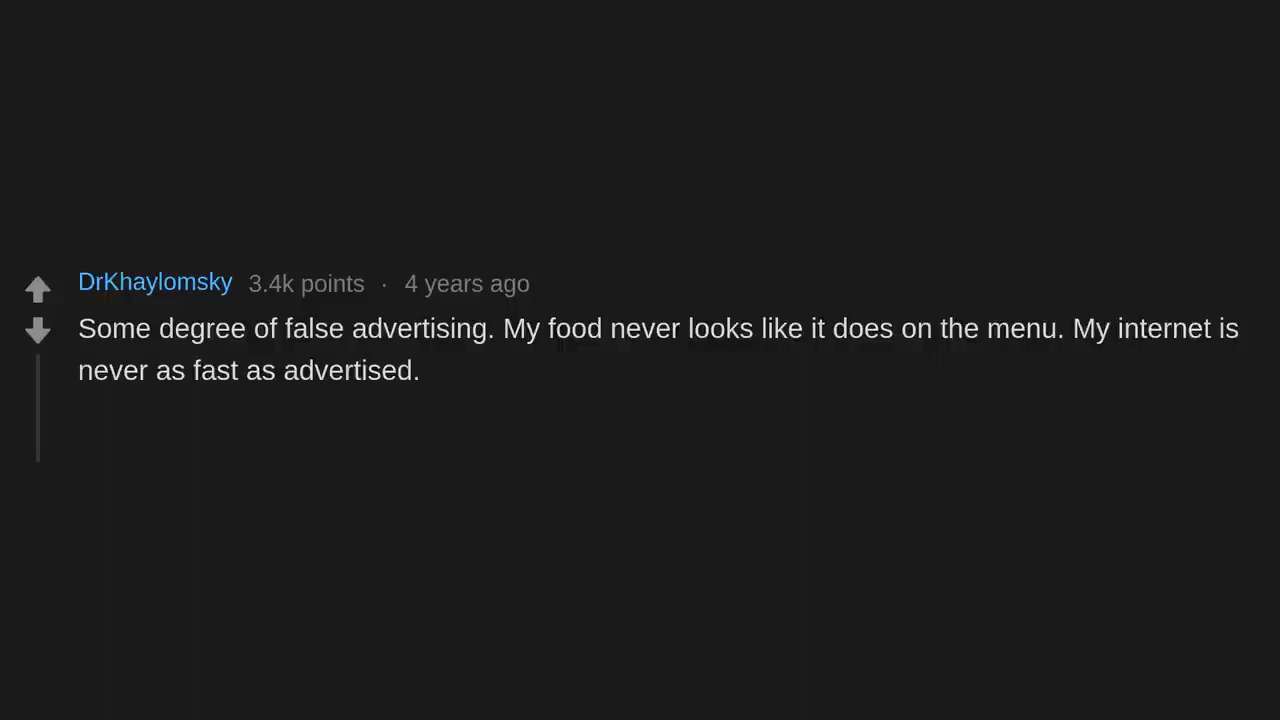 DrKhaylomsky 3.4k points · 4 years ago
Some degree of false advertising. My food never looks like it does on the menu. My internet is
never as fast as advertised.